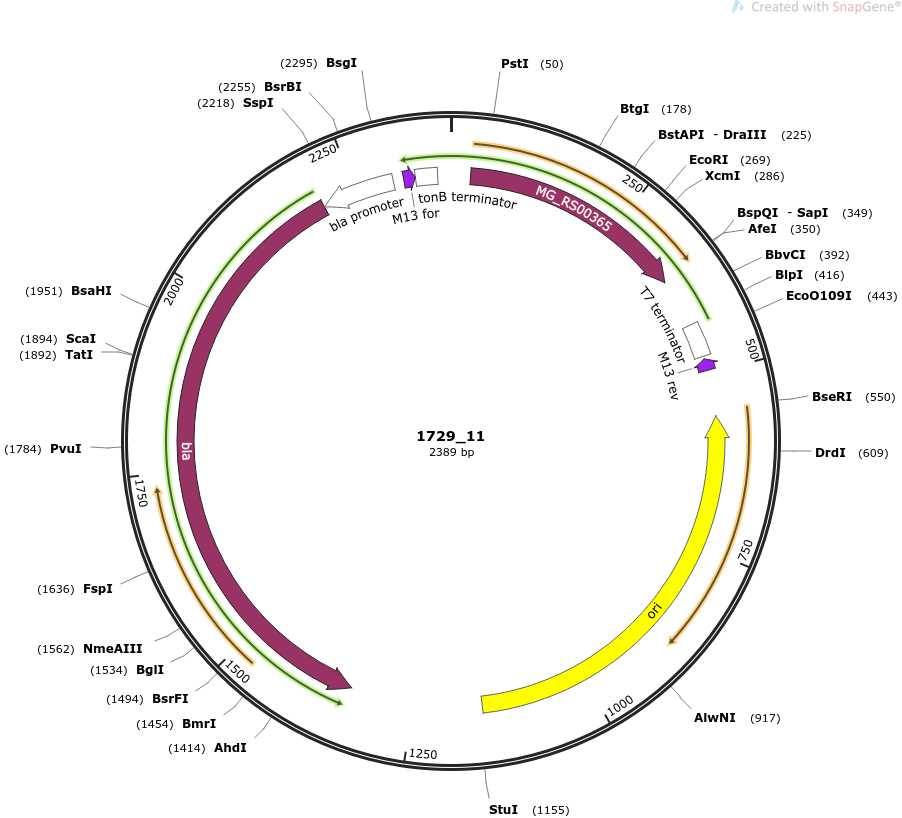 Created with SnapGene®
(2295) BsgI
PstI (50)
(2255) BsrBI
(2218) SspI
BtgI (178)
BstAPI - DraIII (225)
EcoRI (269)
XcmI (286)
BspQI - SapI (349)
AfeI (350)
BbvCI (392)
BlpI (416)
EcoO109I (443)
2250
250
bla promoter
M13 for
tonB terminator
MG_RS00365
(1951) BsaHI
2000
T7 terminator
(1894) ScaI
(1892) TatI
500
M13 rev
BseRI (550)
1729_11
2389 bp
(1784) PvuI
bla
DrdI (609)
1750
750
(1636) FspI
ori
(1562) NmeAIII
(1534) BglI
1500
(1494) BsrFI
(1454) BmrI
1000
AlwNI (917)
(1414) AhdI
1250
StuI (1155)